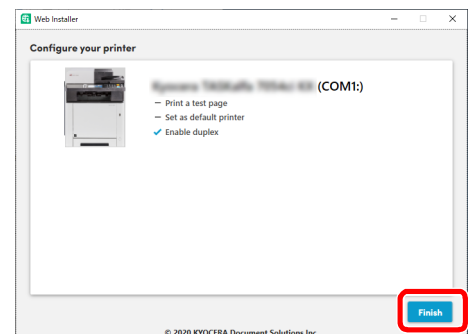 Web Installer
Configure your printer
(COM1:)
Print a test page
Set as default printer
Enable duplex
Finish
© 2020 KYOCERA Document Solutions Inc.